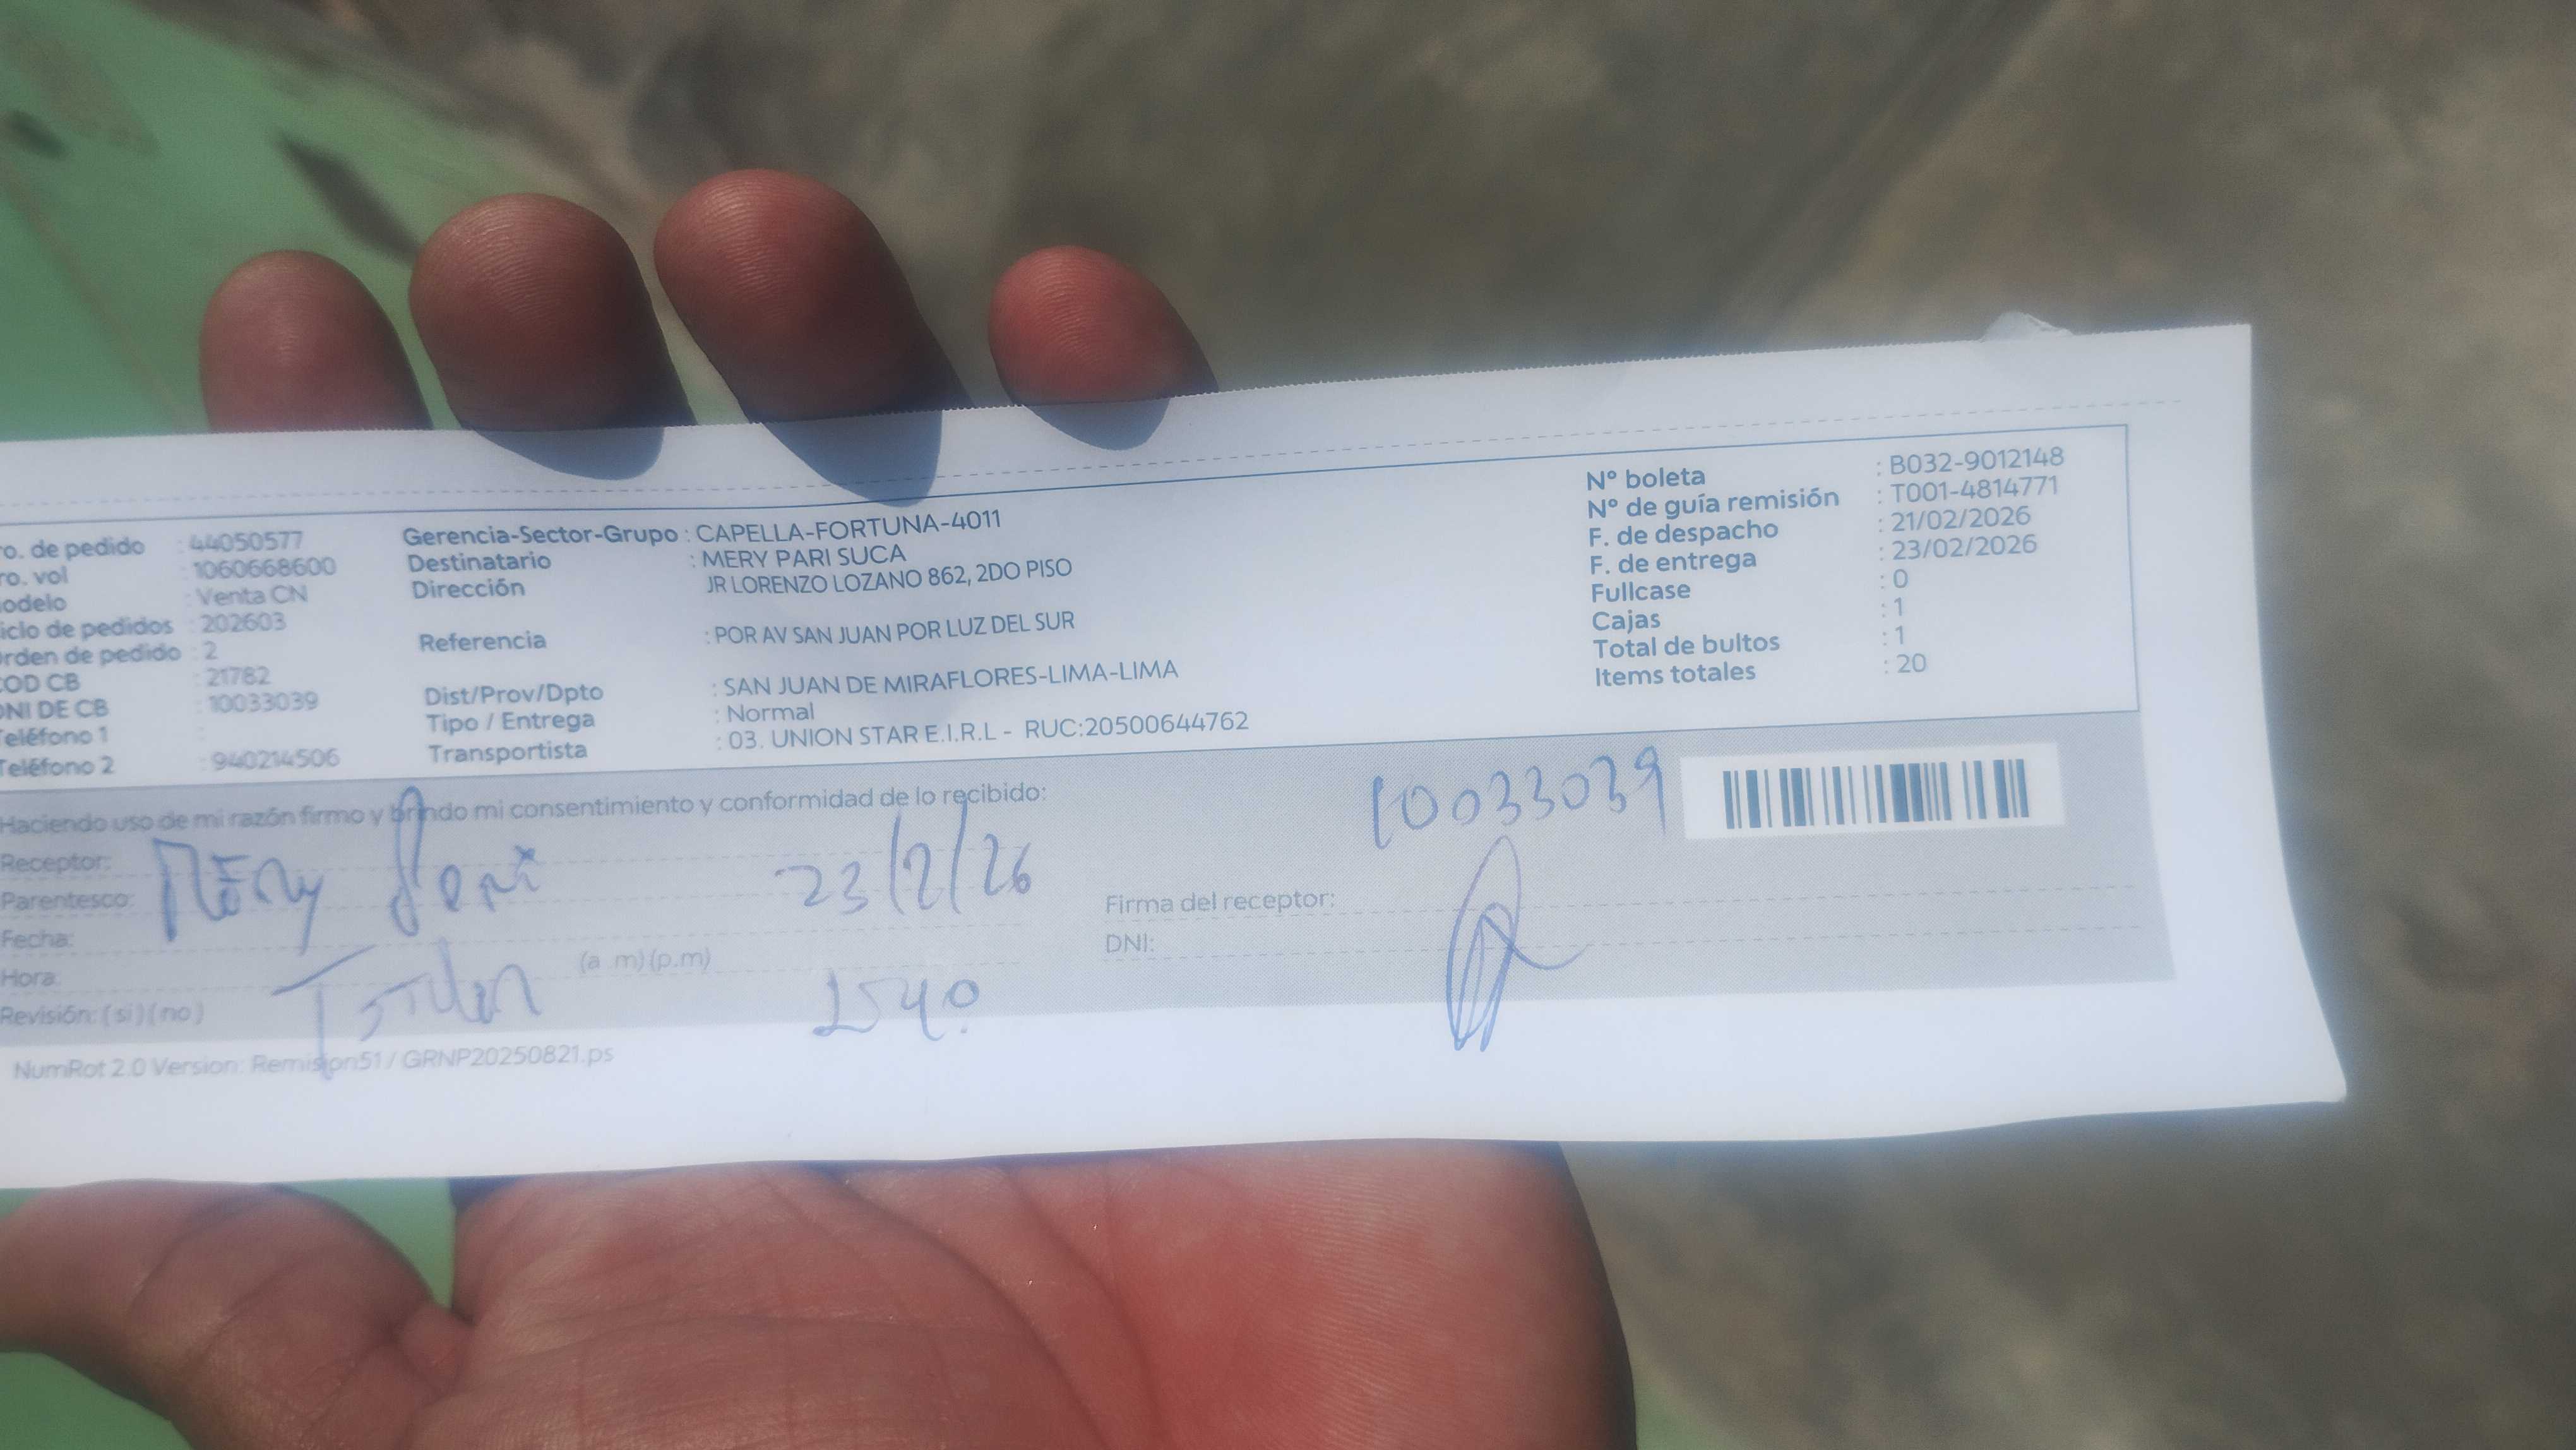 ro. de pedido : 44050577
ro. vol : 1060668600
odelo : Venta CN
iclo de pedidos : 202603
rden de pedido : 2
OD CB : 21782
DNI DE CB : 10033039
Teléfono 1 :
Teléfono 2 : 940214506
Gerencia-Sector-Grupo : CAPELLA-FORTUNA-4011
Destinatario : MERY PARI SUCA
Dirección JR LORENZO LOZANO 862, 2DO PISO
Referencia : POR AV SAN JUAN POR LUZ DEL SUR
Dist/Prov/Dpto : SAN JUAN DE MIRAFLORES-LIMA-LIMA
Tipo / Entrega : Normal
Transportista : 03. UNION STAR E.I.R.L - RUC:20500644762
Nº boleta : B032-9012148
Nº de guía remisión : T001-4814771
F. de despacho : 21/02/2026
F. de entrega : 23/02/2026
Fullcase : 0
Cajas : 1
Total de bultos : 1
Items totales : 20
Haciendo uso de mi razón firmo y brindo mi consentimiento y conformidad de lo recibido:
10033039
Receptor:
Mery Pari
23/2/26
Parentesco:
Fecha:
Hora: (a .m) (p.m)
Revisión: (si) (no)
Firma del receptor:
DNI:
NumRot 2.0 Version: Remision51 / GRNP20250821.ps